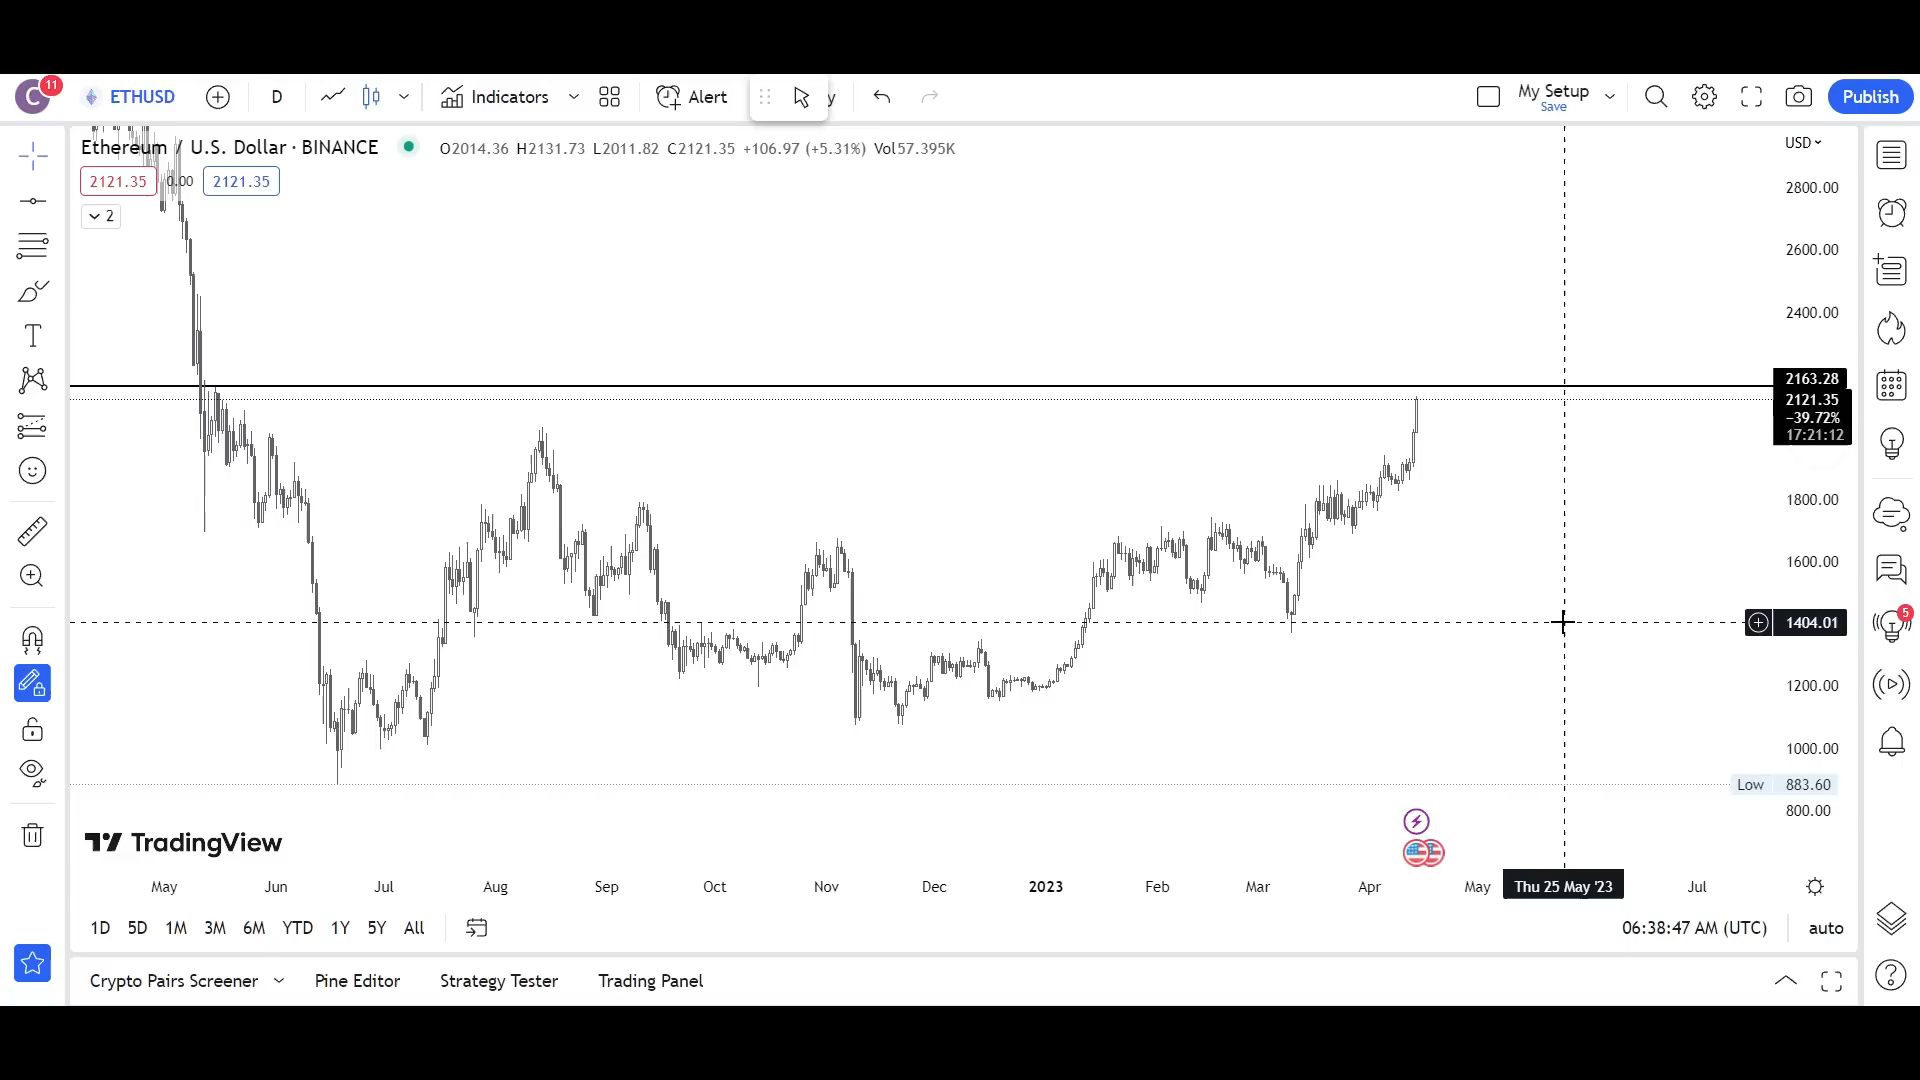 C 11 ETHUSD D Indicators Alert y My Setup Save Publish
Ethereum / U.S. Dollar · BINANCE O2014.36 H2131.73 L2011.82 C2121.35 +106.97 (+5.31%) Vol57.395K
USD
2121.35 0.00 2121.35
2
2800.00
2600.00
2400.00
2163.28
2121.35
−39.72%
17:21:12
1800.00
1600.00
1404.01
5
1200.00
1000.00
Low 883.60
800.00
TradingView
May Jun Jul Aug Sep Oct Nov Dec 2023 Feb Mar Apr May Thu 25 May '23 Jul
1D 5D 1M 3M 6M YTD 1Y 5Y All 06:38:47 AM (UTC) auto
Crypto Pairs Screener Pine Editor Strategy Tester Trading Panel